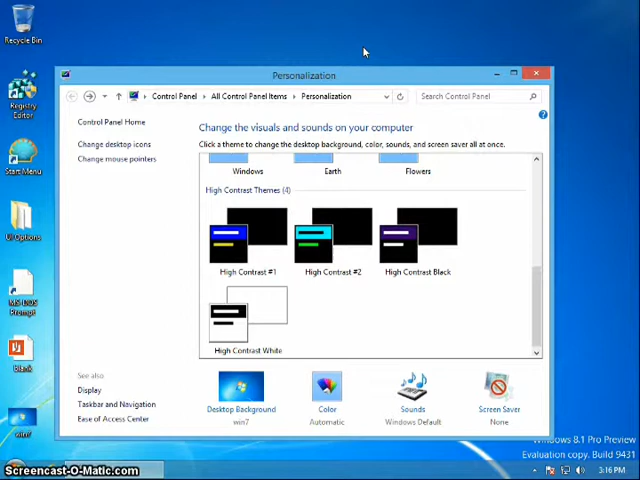 Recycle Bin
Registry
Editor
Start Menu
UI Options
MS-DOS
Prompt
blank
win7
Personalization
Control Panel
All Control Panel Items
Personalization
Search Control Panel
Control Panel Home
Change desktop icons
Change mouse pointers
See also
Display
Taskbar and Navigation
Ease of Access Center
Change the visuals and sounds on your computer
Click a theme to change the desktop background, color, sounds, and screen saver all at once.
Windows Earth Flowers
High Contrast Themes (4)
High Contrast #1 High Contrast #2 High Contrast Black
High Contrast White
Desktop Background Color Sounds Screen Saver
win7 Automatic Windows Default None
Windows 8.1 Pro Preview
Evaluation copy. Build 9431
Screencast-O-Matic.com
3:16 PM